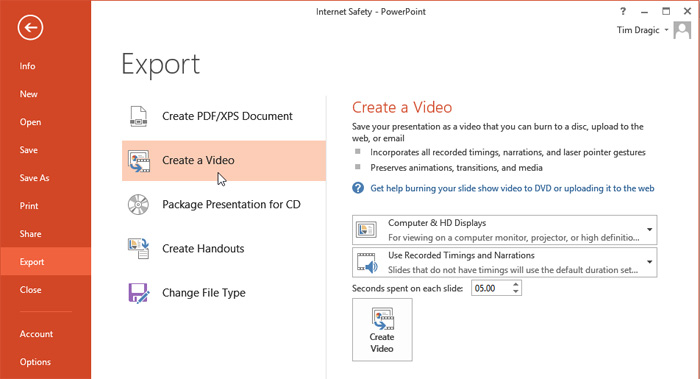 Internet Safety - PowerPoint
?
Tim Dragic
Info
New
Open
Save
Save As
Print
Share
Export
Close
Account
Options
Export
Create PDF/XPS Document
Create a Video
Package Presentation for CD
Create Handouts
Change File Type
Create a Video
Save your presentation as a video that you can burn to a disc, upload to the
web, or email
Incorporates all recorded timings, narrations, and laser pointer gestures
Preserves animations, transitions, and media
? Get help burning your slide show video to DVD or uploading it to the web
Computer & HD Displays
For viewing on a computer monitor, projector, or high definitio...
Use Recorded Timings and Narrations
Slides that do not have timings will use the default duration set...
Seconds spent on each slide: 05.00
Create
Video